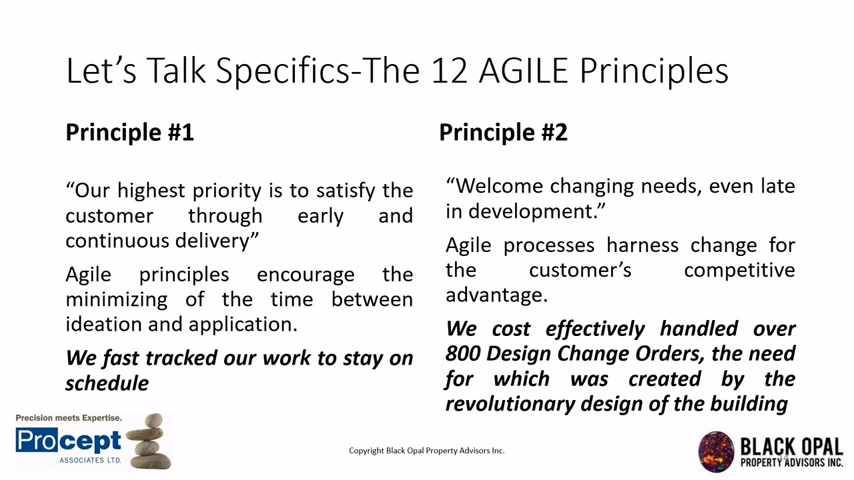 Let's Talk Specifics-The 12 AGILE Principles
Principle #1
"Our highest priority is to satisfy the
customer through early and
continuous delivery"
Agile principles encourage the
minimizing of the time between
ideation and application.
We fast tracked our work to stay on
schedule
Principle #2
"Welcome changing needs, even late
in development."
Agile processes harness change for
the customer's competitive
advantage.
We cost effectively handled over
800 Design Change Orders, the need
for which was created by the
revolutionary design of the building
Precision meets Expertise.
Procept
ASSOCIATES LTD.
Copyright Black Opal Property Advisors Inc.
BLACK OPAL
PROPERTY ADVISORS INC.